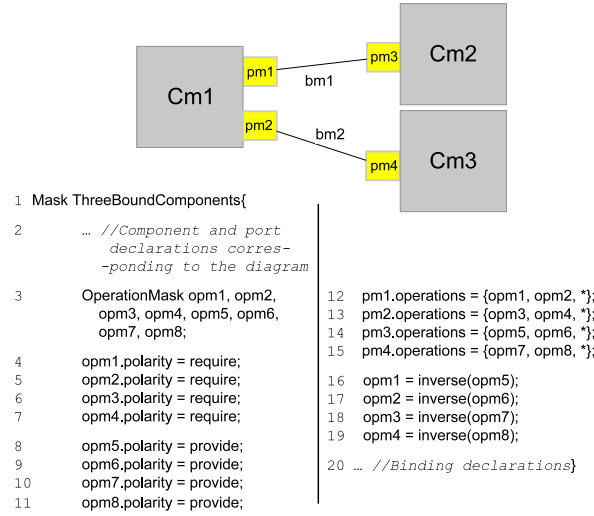 Cm1
pm1
pm2
bm1
bm2
pm3
Cm2
pm4
Cm3
1 Mask ThreeBoundComponents{
2 … //Component and port
declarations corres-
-ponding to the diagram
3 OperationMask opm1, opm2,
opm3, opm4, opm5, opm6,
opm7, opm8;
4 opm1.polarity = require;
5 opm2.polarity = require;
6 opm3.polarity = require;
7 opm4.polarity = require;
8 opm5.polarity = provide;
9 opm6.polarity = provide;
10 opm7.polarity = provide;
11 opm8.polarity = provide;
12 pm1.operations = {opm1, opm2, *};
13 pm2.operations = {opm3, opm4, *};
14 pm3.operations = {opm5, opm6, *};
15 pm4.operations = {opm7, opm8, *};
16 opm1 = inverse(opm5);
17 opm2 = inverse(opm6);
18 opm3 = inverse(opm7);
19 opm4 = inverse(opm8);
20 … //Binding declarations}